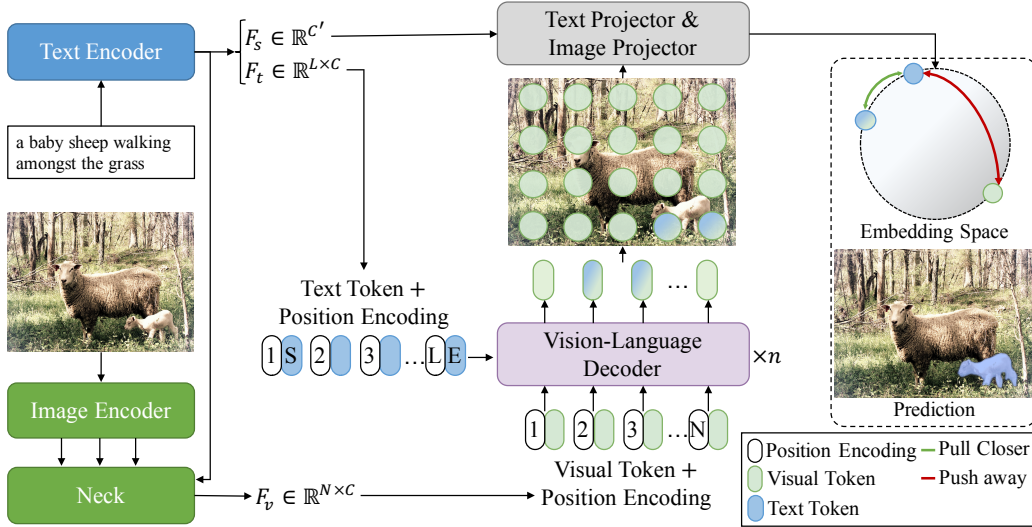 Text Encoder
a baby sheep walking
amongst the grass
Image Encoder
Neck
F_s ∈ ℝ^{C′}
F_t ∈ ℝ^{L×C}
Text Token +
Position Encoding
1 S 2 3 ... L E
F_v ∈ ℝ^{N×C}
Text Projector &
Image Projector
...
Vision-Language
Decoder
×n
1 2 3 ... N
Visual Token +
Position Encoding
Embedding Space
Prediction
Position Encoding
Visual Token
Text Token
Pull Closer
Push away